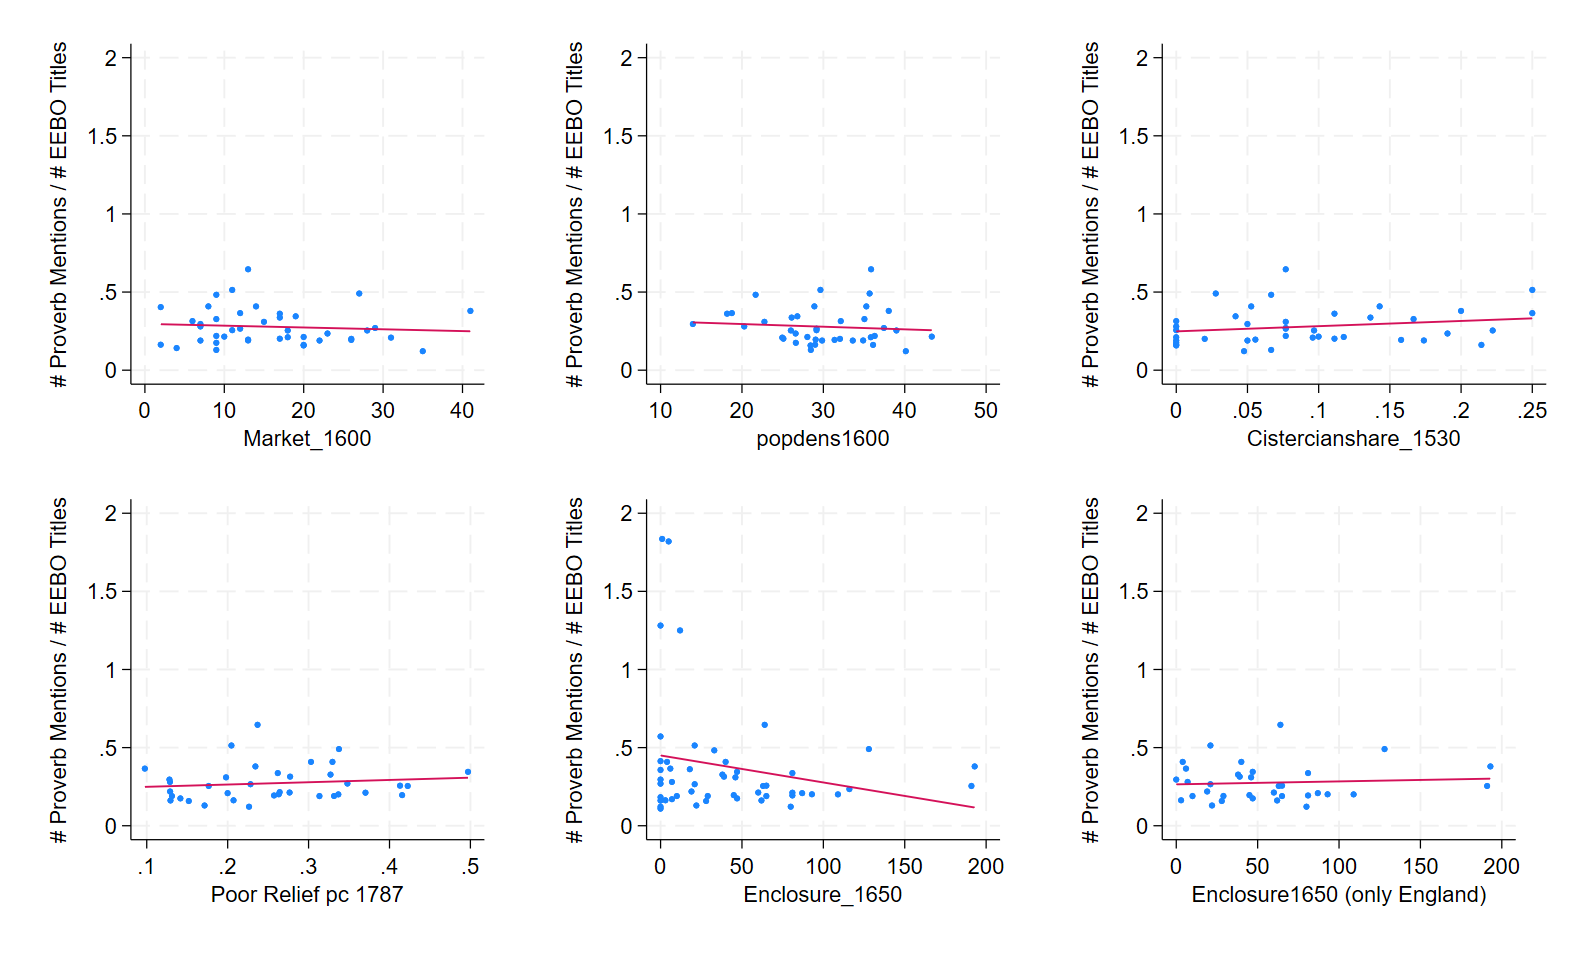 # Proverb Mentions / # EEBO Titles
2
1.5
1
.5
0
0 10 20 30 40
Market_1600
# Proverb Mentions / # EEBO Titles
2
1.5
1
.5
0
10 20 30 40 50
popdens1600
# Proverb Mentions / # EEBO Titles
2
1.5
1
.5
0
0 .05 .1 .15 .2 .25
Cistercianshare_1530
# Proverb Mentions / # EEBO Titles
2
1.5
1
.5
0
.1 .2 .3 .4 .5
Poor Relief pc 1787
# Proverb Mentions / # EEBO Titles
2
1.5
1
.5
0
0 50 100 150 200
Enclosure_1650
# Proverb Mentions / # EEBO Titles
2
1.5
1
.5
0
0 50 100 150 200
Enclosure1650 (only England)